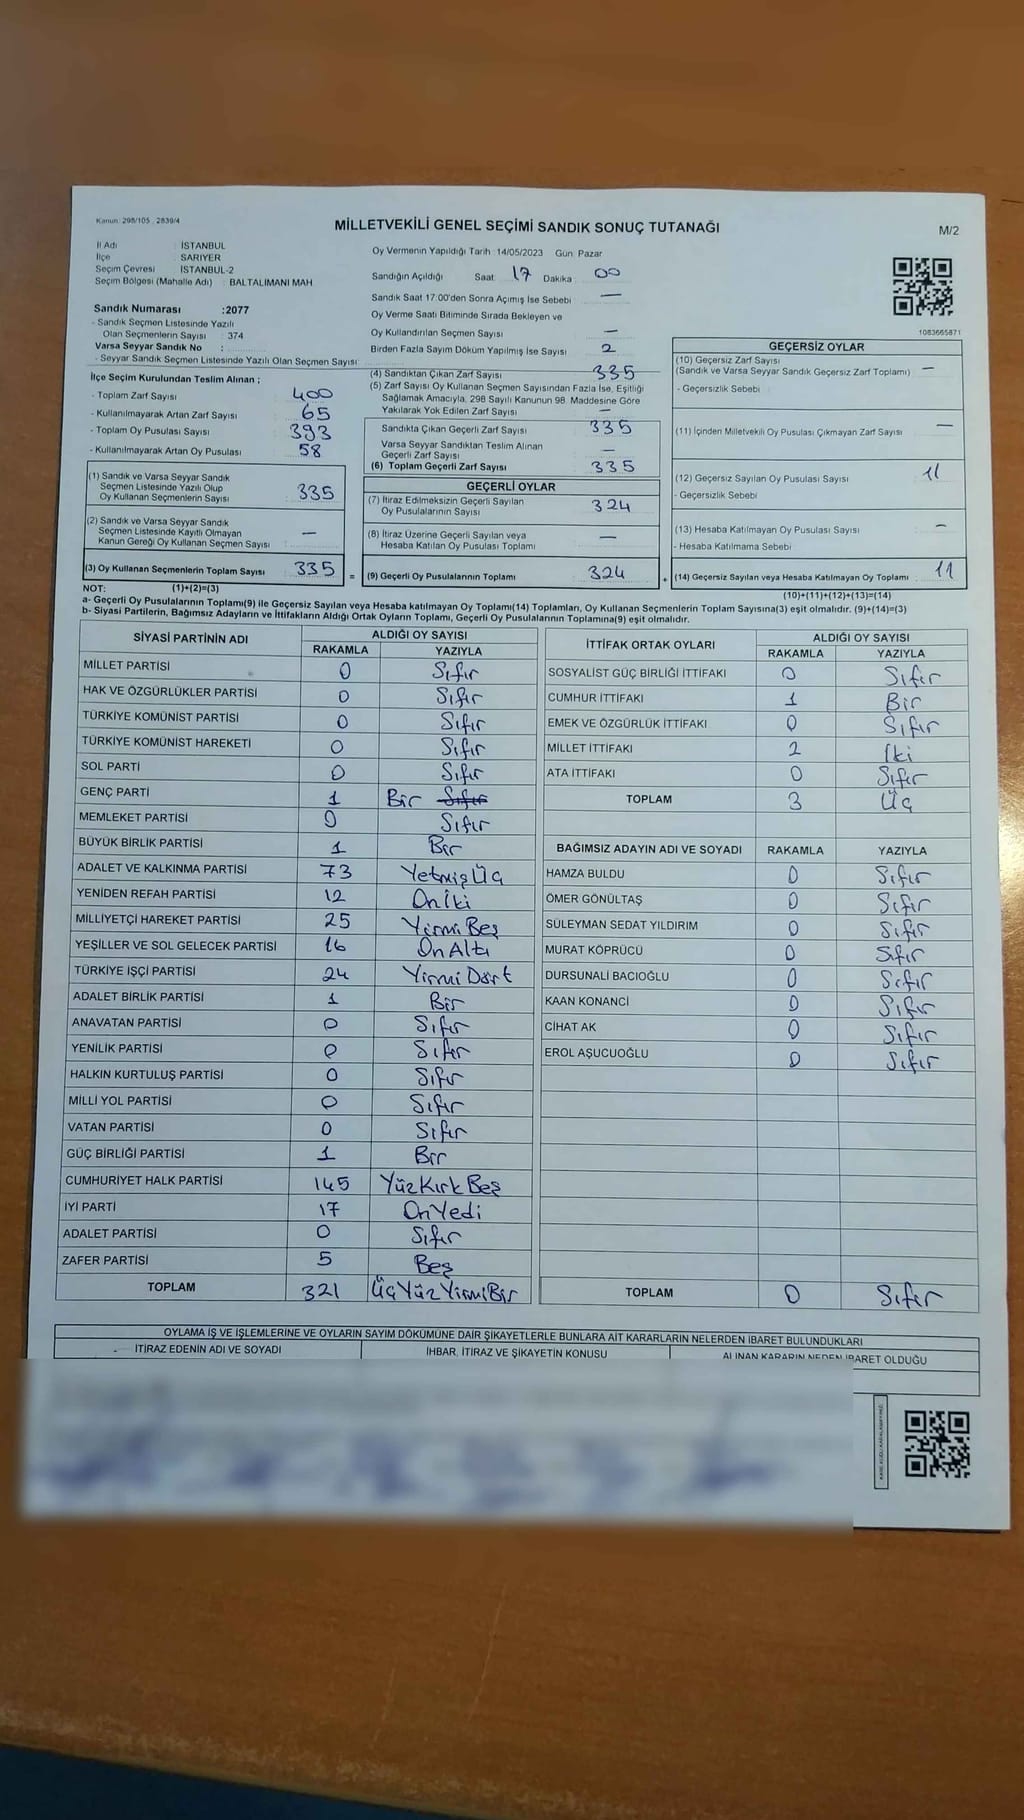 Kanun: 298/105 , 2839/4
MİLLETVEKİLİ GENEL SEÇİMİ SANDIK SONUÇ TUTANAĞI
M/2
İl Adı : İSTANBUL
İlçe : SARIYER
Seçim Çevresi : İSTANBUL-2
Seçim Bölgesi (Mahalle Adı) : BALTALİMANI MAH
Sandık Numarası :2077
- Sandık Seçmen Listesinde Yazılı
Olan Seçmenlerin Sayısı : 374
Varsa Seyyar Sandık No :
- Seyyar Sandık Seçmen Listesinde Yazılı Olan Seçmen Sayısı:
Oy Vermenin Yapıldığı Tarih :14/05/2023 Gün: Pazar
Sandığın Açıldığı Saat: 17 Dakika: 00
Sandık Saat 17:00'den Sonra Açımış İse Sebebi —
Oy Verme Saati Bitiminde Sırada Bekleyen ve
Oy Kullandırılan Seçmen Sayısı —
Birden Fazla Sayım Döküm Yapılmış İse Sayısı 2
1083665871
İlçe Seçim Kurulundan Teslim Alınan ;
- Toplam Zarf Sayısı 400
- Kullanılmayarak Artan Zarf Sayısı 65
- Toplam Oy Pusulası Sayısı 393
- Kullanılmayarak Artan Oy Pusulası 58
(4) Sandıktan Çıkan Zarf Sayısı 335
(5) Zarf Sayısı Oy Kullanan Seçmen Sayısından Fazla İse, Eşitliği
Sağlamak Amacıyla, 298 Sayılı Kanunun 98. Maddesine Göre
Yakılarak Yok Edilen Zarf Sayısı —
Sandıkta Çıkan Geçerli Zarf Sayısı 335
Varsa Seyyar Sandıktan Teslim Alınan
Geçerli Zarf Sayısı —
(6) Toplam Geçerli Zarf Sayısı 335
GEÇERSİZ OYLAR
(10) Geçersiz Zarf Sayısı
(Sandık ve Varsa Seyyar Sandık Geçersiz Zarf Toplamı) —
- Geçersizlik Sebebi
(11) İçinden Milletvekili Oy Pusulası Çıkmayan Zarf Sayısı —
(12) Geçersiz Sayılan Oy Pusulası Sayısı 11
- Geçersizlik Sebebi
(13) Hesaba Katılmayan Oy Pusulası Sayısı —
- Hesaba Katılmama Sebebi
(14) Geçersiz Sayılan veya Hesaba Katılmayan Oy Toplamı : 11
(10)+(11)+(12)+(13)=(14)
(1) Sandık ve Varsa Seyyar Sandık
Seçmen Listesinde Yazılı Olup
Oy Kullanan Seçmenlerin Sayısı 335
(2) Sandık ve Varsa Seyyar Sandık
Seçmen Listesinde Kayıtlı Olmayan
Kanun Gereği Oy Kullanan Seçmen Sayısı —
(3) Oy Kullanan Seçmenlerin Toplam Sayısı 335 =
(1)+(2)=(3)
GEÇERLİ OYLAR
(7) İtiraz Edilmeksizin Geçerli Sayılan
Oy Pusulalarının Sayısı 324
(8) İtiraz Üzerine Geçerli Sayılan veya
Hesaba Katılan Oy Pusulası Toplamı —
(9) Geçerli Oy Pusulalarının Toplamı 324 +
NOT:
a- Geçerli Oy Pusulalarının Toplamı(9) ile Geçersiz Sayılan veya Hesaba katılmayan Oy Toplamı(14) Toplamları, Oy Kullanan Seçmenlerin Toplam Sayısına(3) eşit olmalıdır. (9)+(14)=(3)
b- Siyasi Partilerin, Bağımsız Adayların ve İttifakların Aldığı Ortak Oyların Toplamı, Geçerli Oy Pusulalarının Toplamına(9) eşit olmalıdır.
SİYASİ PARTİNİN ADI ALDIĞI OY SAYISI
RAKAMLA YAZIYLA
MİLLET PARTİSİ 0 Sıfır
HAK VE ÖZGÜRLÜKLER PARTİSİ 0 Sıfır
TÜRKİYE KOMÜNİST PARTİSİ 0 Sıfır
TÜRKİYE KOMÜNİST HAREKETİ 0 Sıfır
SOL PARTİ 0 Sıfır
GENÇ PARTİ 1 Bir Sıfır
MEMLEKET PARTİSİ 0 Sıfır
BÜYÜK BİRLİK PARTİSİ 1 Bir
ADALET VE KALKINMA PARTİSİ 73 YetmişÜç
YENİDEN REFAH PARTİSİ 12 Oniki
MİLLİYETÇİ HAREKET PARTİSİ 25 YirmiBeş
YEŞİLLER VE SOL GELECEK PARTİSİ 16 OnAltı
TÜRKİYE İŞÇİ PARTİSİ 24 YirmiDört
ADALET BİRLİK PARTİSİ 1 Bir
ANAVATAN PARTİSİ 0 Sıfır
YENİLİK PARTİSİ 0 Sıfır
HALKIN KURTULUŞ PARTİSİ 0 Sıfır
MİLLİ YOL PARTİSİ 0 Sıfır
VATAN PARTİSİ 0 Sıfır
GÜÇ BİRLİĞİ PARTİSİ 1 Bir
CUMHURİYET HALK PARTİSİ 145 YüzKırkBeş
İYİ PARTİ 17 OnYedi
ADALET PARTİSİ 0 Sıfır
ZAFER PARTİSİ 5 Beş
TOPLAM 321 ÜçYüzYirmiBir
İTTİFAK ORTAK OYLARI ALDIĞI OY SAYISI
RAKAMLA YAZIYLA
SOSYALİST GÜÇ BİRLİĞİ İTTİFAKI 0 Sıfır
CUMHUR İTTİFAKI 1 Bir
EMEK VE ÖZGÜRLÜK İTTİFAKI 0 Sıfır
MİLLET İTTİFAKI 2 İki
ATA İTTİFAKI 0 Sıfır
TOPLAM 3 Üç
BAĞIMSIZ ADAYIN ADI VE SOYADI RAKAMLA YAZIYLA
HAMZA BULDU 0 Sıfır
ÖMER GÖNÜLTAŞ 0 Sıfır
SÜLEYMAN SEDAT YILDIRIM 0 Sıfır
MURAT KÖPRÜCÜ 0 Sıfır
DURSUNALİ BACIOĞLU 0 Sıfır
KAAN KONANCİ 0 Sıfır
CİHAT AK 0 Sıfır
EROL AŞUCUOĞLU 0 Sıfır
TOPLAM 0 Sıfır
OYLAMA İŞ VE İŞLEMLERİNE VE OYLARIN SAYIM DÖKÜMÜNE DAİR ŞİKAYETLERLE BUNLARA AİT KARARLARIN NELERDEN İBARET BULUNDUKLARI
İTİRAZ EDENİN ADI VE SOYADI İHBAR, İTİRAZ VE ŞİKAYETİN KONUSU ALINAN KARARIN NEDEN İBARET OLDUĞU